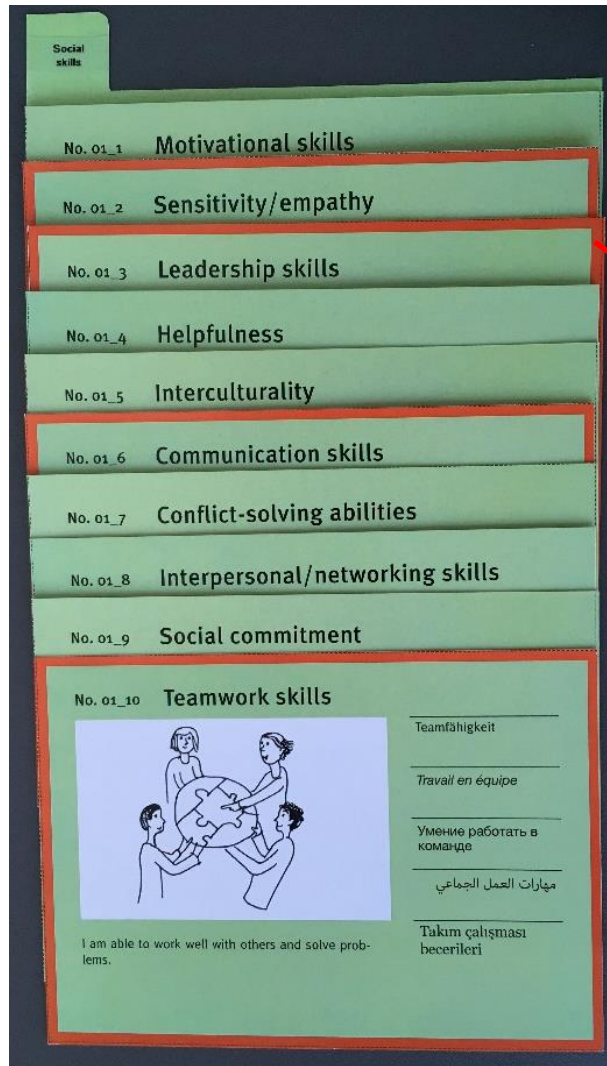 Social
skills
No. 01_1 Motivational skills
No. 01_2 Sensitivity/empathy
No. 01_3 Leadership skills
No. 01_4 Helpfulness
No. 01_5 Interculturality
No. 01_6 Communication skills
No. 01_7 Conflict-solving abilities
No. 01_8 Interpersonal/networking skills
No. 01_9 Social commitment
No. 01_10 Teamwork skills
Teamfähigkeit
Travail en équipe
Умение работать в
команде
مهارات العمل الجماعي
Takım çalışması
becerileri
I am able to work well with others and solve prob-
lems.